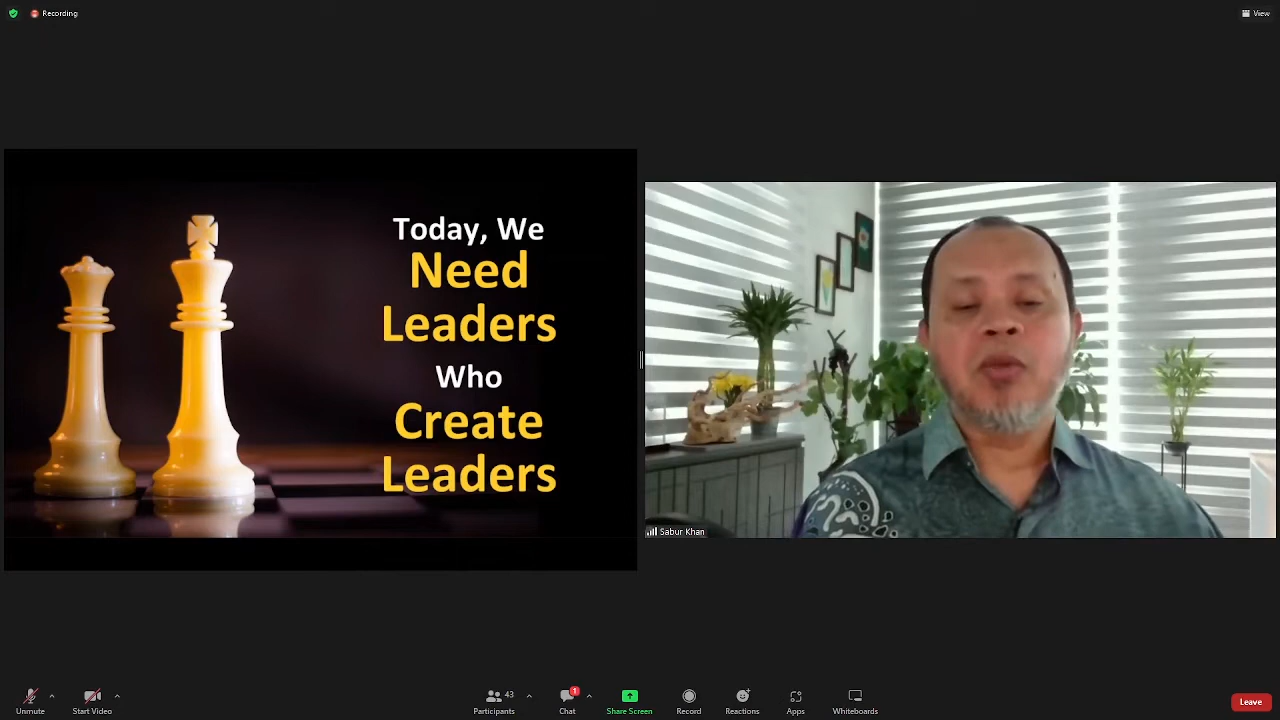 Recording
View
Today, We
Need
Leaders
Who
Create
Leaders
Sabur Khan
Unmute
Start Video
43
Participants
1
Chat
Share Screen
Record
Reactions
Apps
Whiteboards
Leave